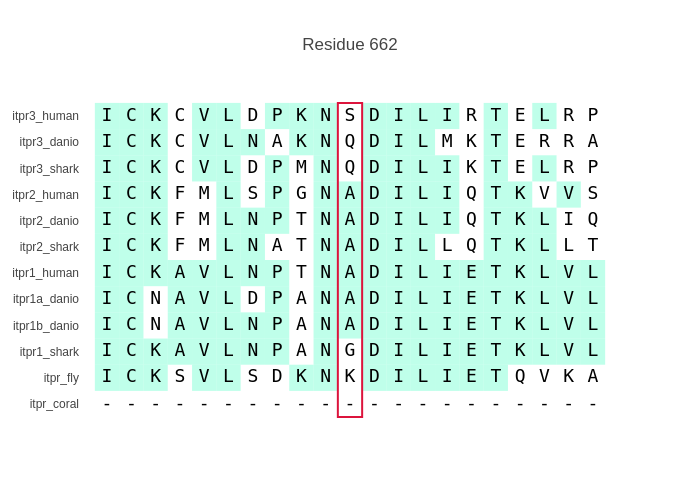 Residue 662
itpr3_human I C K C V L D P K N S D I L I R T E L R P
itpr3_danio I C K C V L N A K N Q D I L M K T E R R A
itpr3_shark I C K C V L D P M N Q D I L I K T E L R P
itpr2_human I C K F M L S P G N A D I L I Q T K V V S
itpr2_danio I C K F M L N P T N A D I L I Q T K L I Q
itpr2_shark I C K F M L N A T N A D I L L Q T K L L T
itpr1_human I C K A V L N P T N A D I L I E T K L V L
itpr1a_danio I C N A V L D P A N A D I L I E T K L V L
itpr1b_danio I C N A V L N P A N A D I L I E T K L V L
itpr1_shark I C K A V L N P A N G D I L I E T K L V L
itpr_fly I C K S V L S D K N K D I L I E T Q V K A
itpr_coral - - - - - - - - - - - - - - - - - - - - -